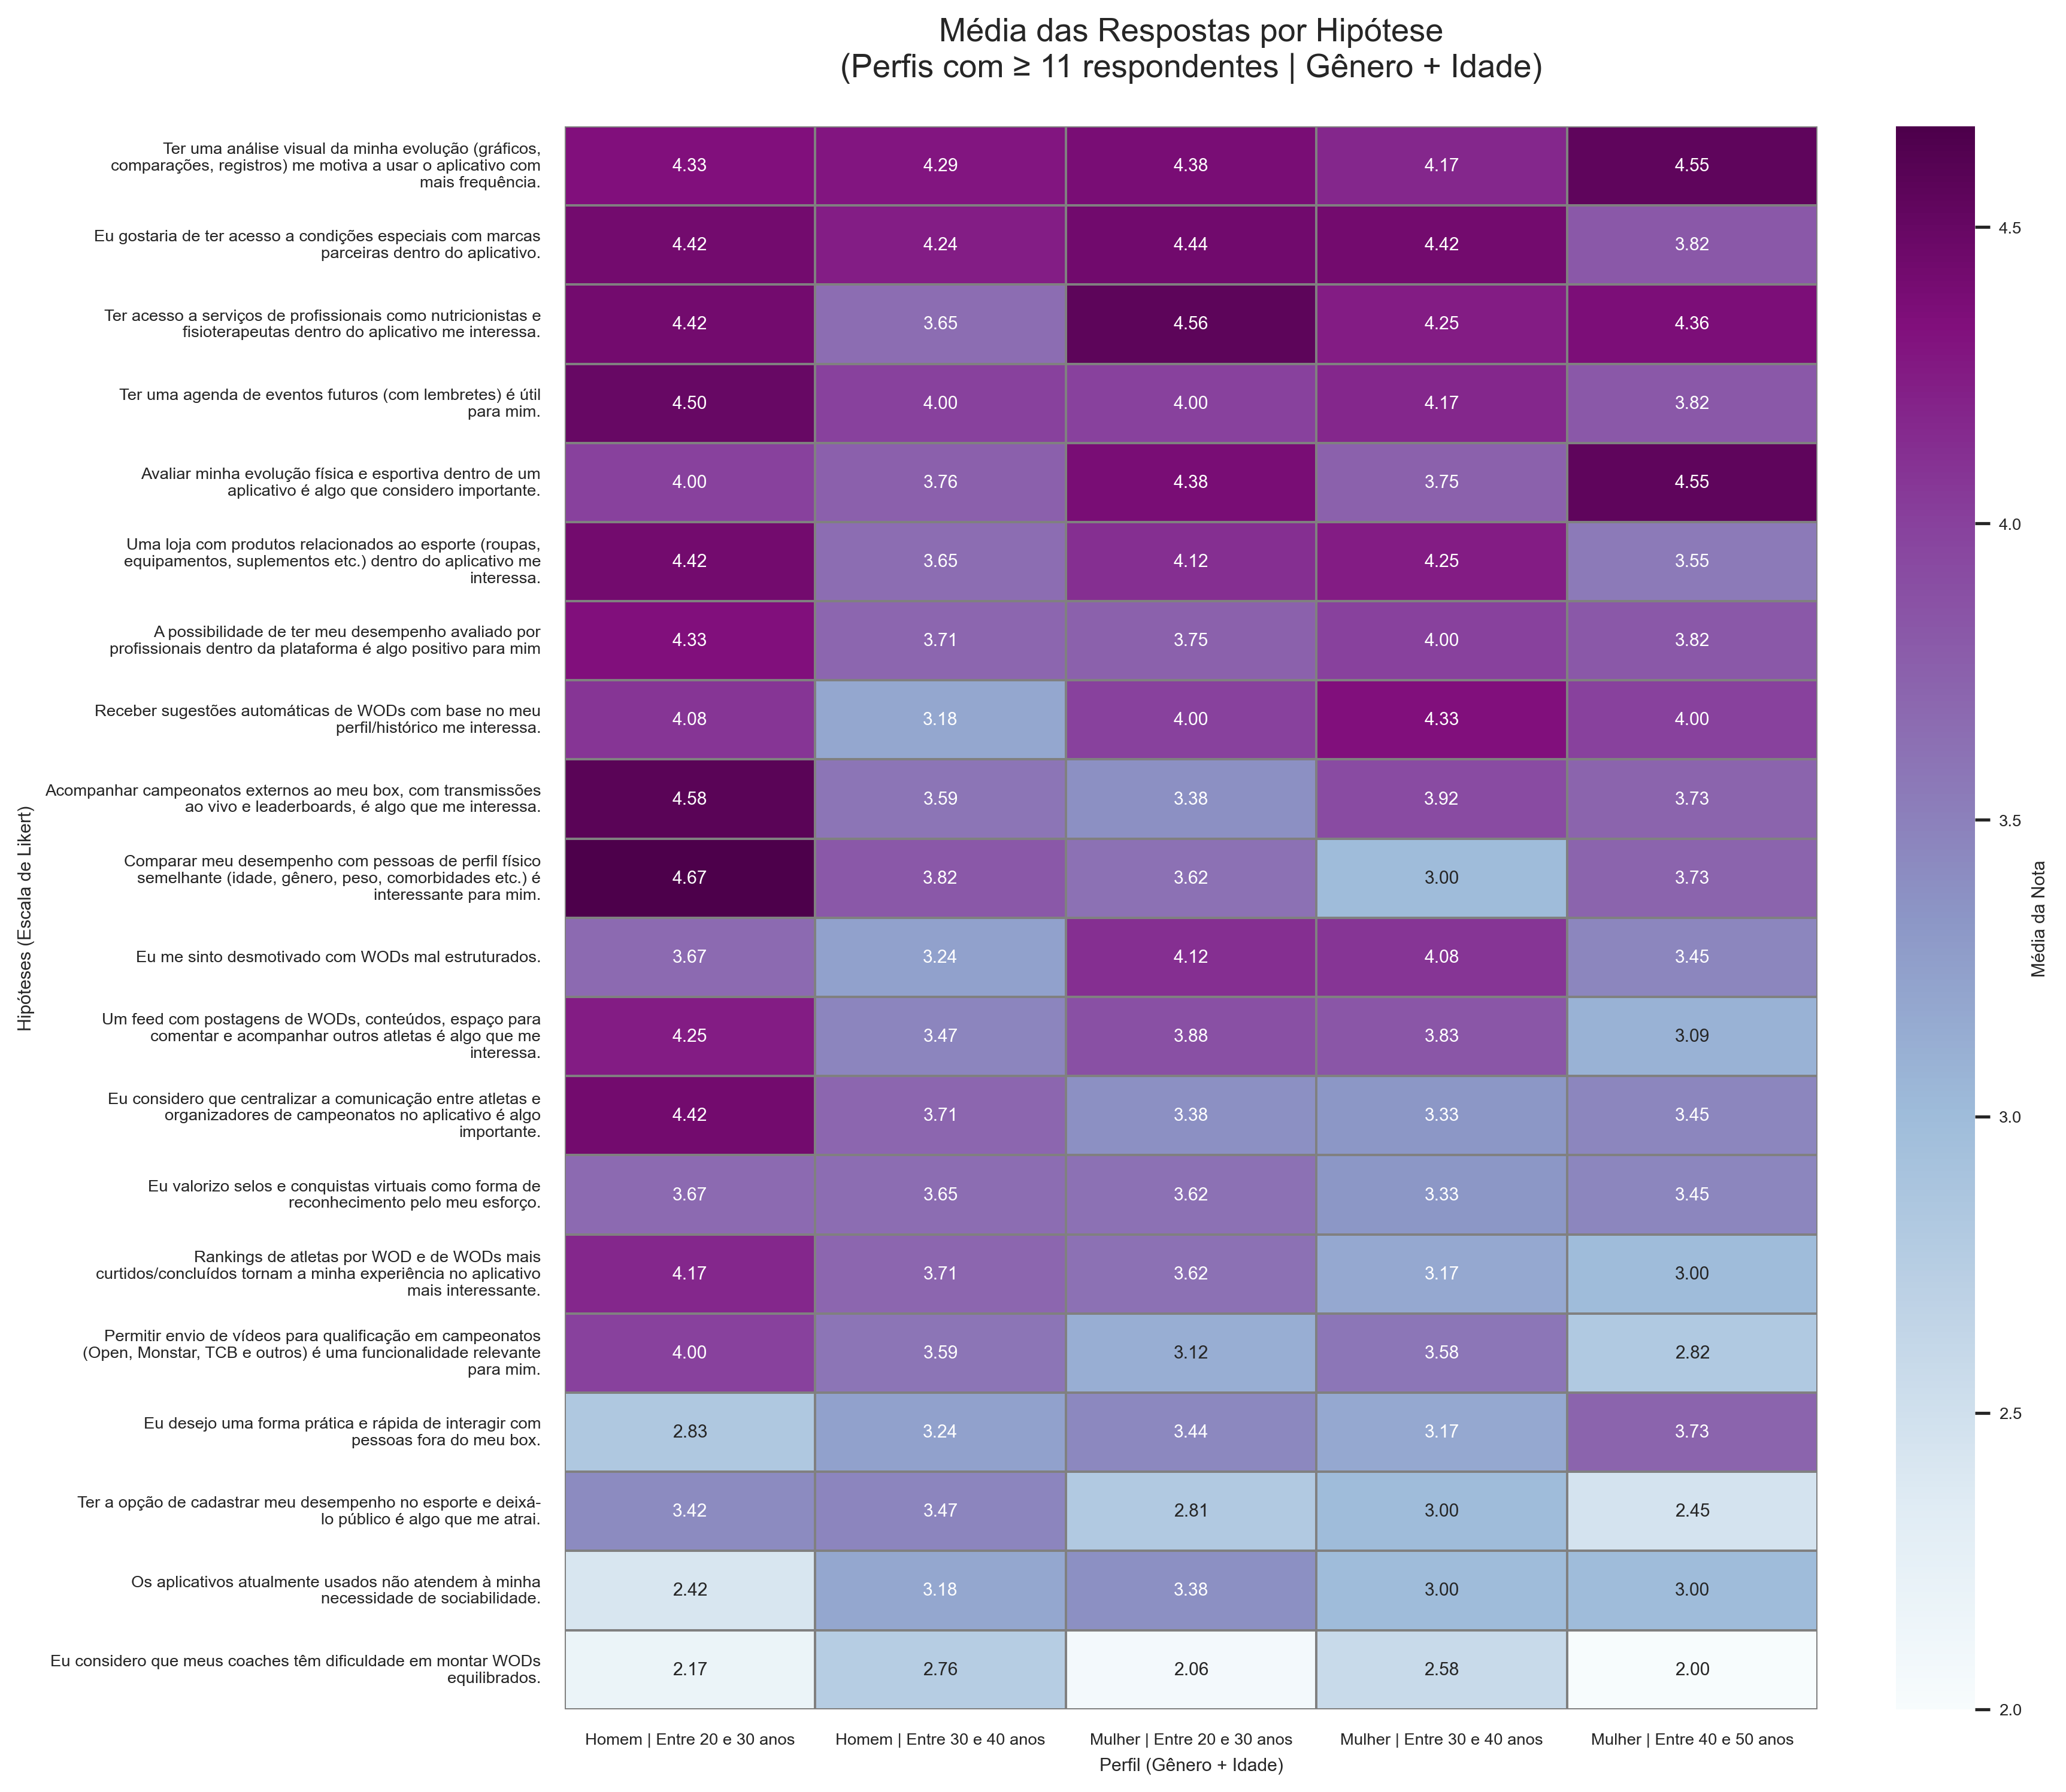 Média das Respostas por Hipótese
(Perfis com ≥ 11 respondentes | Gênero + Idade)
Ter uma análise visual da minha evolução (gráficos,
comparações, registros) me motiva a usar o aplicativo com
mais frequência.
4.33 4.29 4.38 4.17 4.55
Eu gostaria de ter acesso a condições especiais com marcas
parceiras dentro do aplicativo.
4.42 4.24 4.44 4.42 3.82
Ter acesso a serviços de profissionais como nutricionistas e
fisioterapeutas dentro do aplicativo me interessa.
4.42 3.65 4.56 4.25 4.36
Ter uma agenda de eventos futuros (com lembretes) é útil
para mim.
4.50 4.00 4.00 4.17 3.82
Avaliar minha evolução física e esportiva dentro de um
aplicativo é algo que considero importante.
4.00 3.76 4.38 3.75 4.55
Uma loja com produtos relacionados ao esporte (roupas,
equipamentos, suplementos etc.) dentro do aplicativo me
interessa.
4.42 3.65 4.12 4.25 3.55
A possibilidade de ter meu desempenho avaliado por
profissionais dentro da plataforma é algo positivo para mim
4.33 3.71 3.75 4.00 3.82
Receber sugestões automáticas de WODs com base no meu
perfil/histórico me interessa.
4.08 3.18 4.00 4.33 4.00
Acompanhar campeonatos externos ao meu box, com transmissões
ao vivo e leaderboards, é algo que me interessa.
4.58 3.59 3.38 3.92 3.73
Comparar meu desempenho com pessoas de perfil físico
semelhante (idade, gênero, peso, comorbidades etc.) é
interessante para mim.
4.67 3.82 3.62 3.00 3.73
Eu me sinto desmotivado com WODs mal estruturados.
3.67 3.24 4.12 4.08 3.45
Um feed com postagens de WODs, conteúdos, espaço para
comentar e acompanhar outros atletas é algo que me
interessa.
4.25 3.47 3.88 3.83 3.09
Eu considero que centralizar a comunicação entre atletas e
organizadores de campeonatos no aplicativo é algo
importante.
4.42 3.71 3.38 3.33 3.45
Eu valorizo selos e conquistas virtuais como forma de
reconhecimento pelo meu esforço.
3.67 3.65 3.62 3.33 3.45
Rankings de atletas por WOD e de WODs mais
curtidos/concluídos tornam a minha experiência no aplicativo
mais interessante.
4.17 3.71 3.62 3.17 3.00
Permitir envio de vídeos para qualificação em campeonatos
(Open, Monstar, TCB e outros) é uma funcionalidade relevante
para mim.
4.00 3.59 3.12 3.58 2.82
Eu desejo uma forma prática e rápida de interagir com
pessoas fora do meu box.
2.83 3.24 3.44 3.17 3.73
Ter a opção de cadastrar meu desempenho no esporte e deixá-
lo público é algo que me atrai.
3.42 3.47 2.81 3.00 2.45
Os aplicativos atualmente usados não atendem à minha
necessidade de sociabilidade.
2.42 3.18 3.38 3.00 3.00
Eu considero que meus coaches têm dificuldade em montar WODs
equilibrados.
2.17 2.76 2.06 2.58 2.00
Homem | Entre 20 e 30 anos
Homem | Entre 30 e 40 anos
Mulher | Entre 20 e 30 anos
Mulher | Entre 30 e 40 anos
Mulher | Entre 40 e 50 anos
Perfil (Gênero + Idade)
Hipóteses (Escala de Likert)
4.5
4.0
3.5
3.0
2.5
2.0
Média da Nota